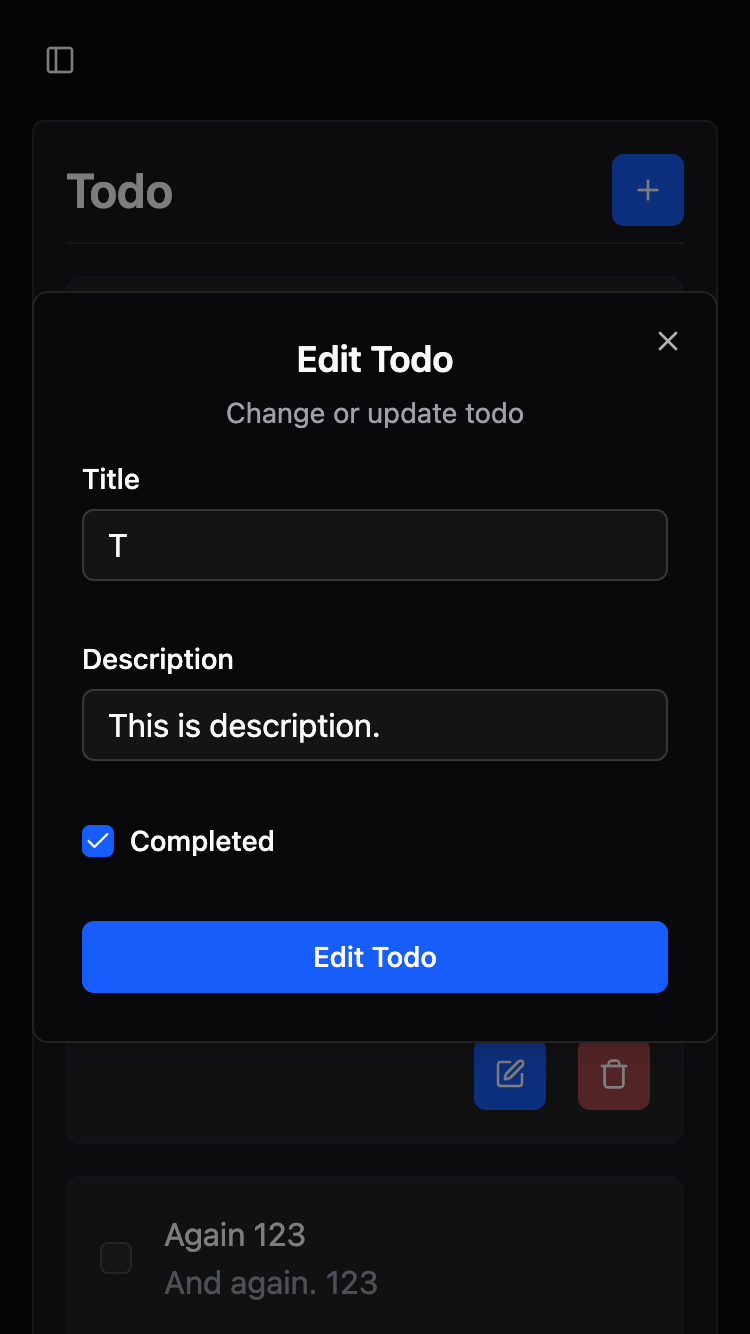 Todo
Edit Todo
Change or update todo
Title
T
Description
This is description.
Completed
Edit Todo
Again 123
And again. 123